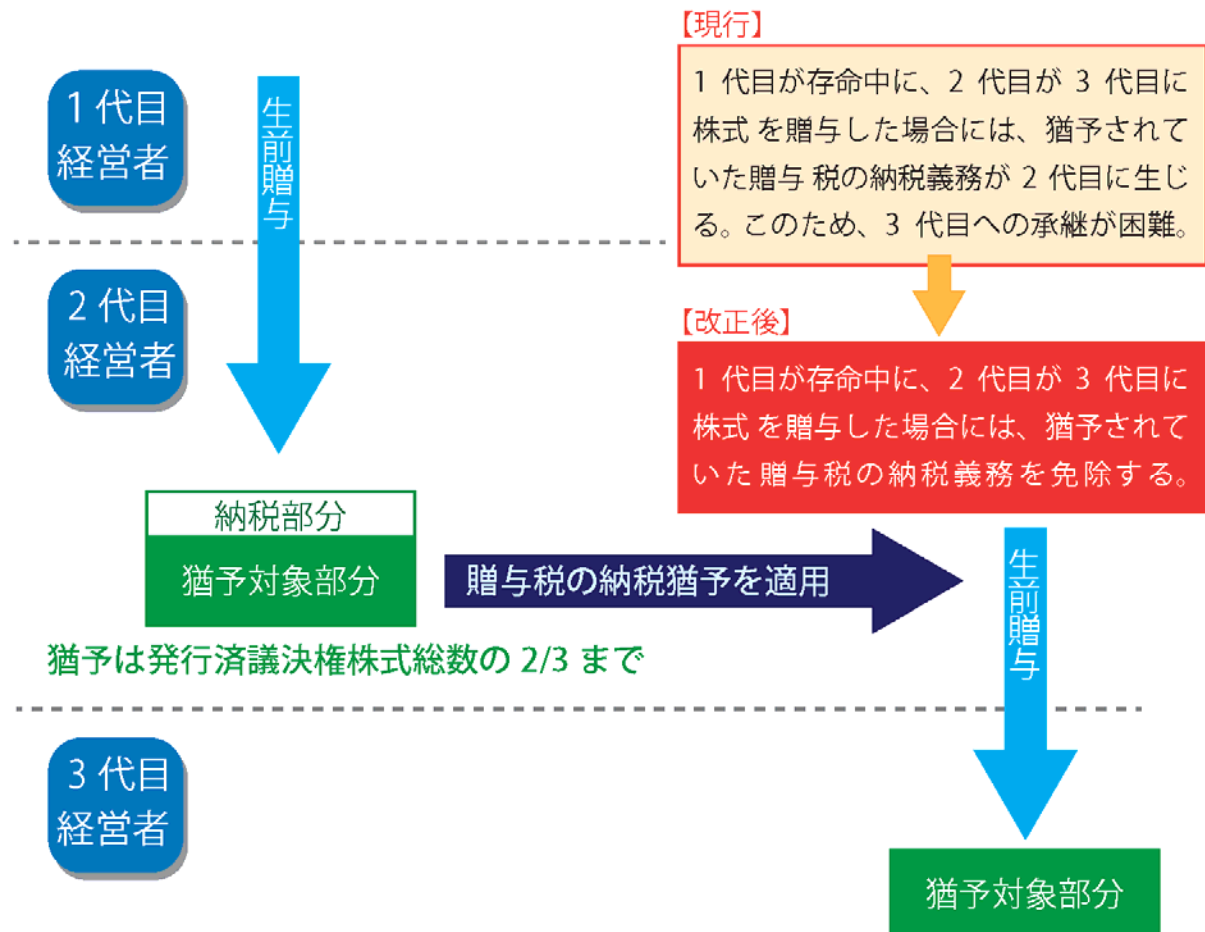 1 代目
経営者
生前贈与
【現行】
1 代目が存命中に、2 代目が 3 代目に
株式 を贈与した場合には、猶予されて
いた贈与 税の納税義務が 2 代目に生じ
る。このため、3 代目への承継が困難。
2 代目
経営者
【改正後】
1 代目が存命中に、2 代目が 3 代目に
株式 を贈与した場合には、猶予されて
いた 贈与税の納税義務を免除する。
納税部分
猶予対象部分
贈与税の納税猶予を適用
生前贈与
猶予は発行済議決権株式総数の 2/3 まで
3 代目
経営者
猶予対象部分